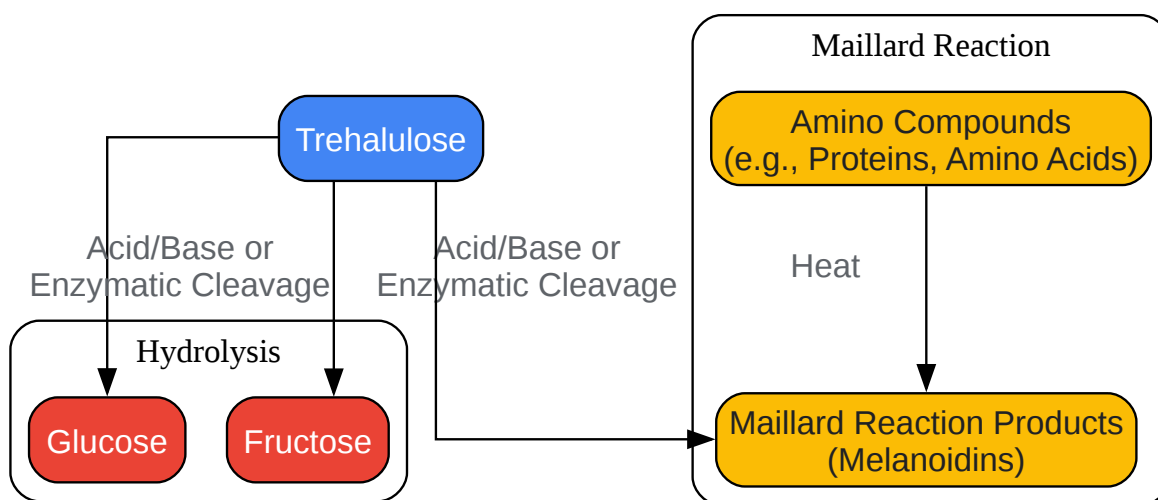 Maillard Reaction
Amino Compounds
(e.g., Proteins, Amino Acids)
Trehalulose
Acid/Base or
Enzymatic Cleavage
Acid/Base or
Enzymatic Cleavage
Heat
Hydrolysis
Glucose
Fructose
Maillard Reaction Products
(Melanoidins)